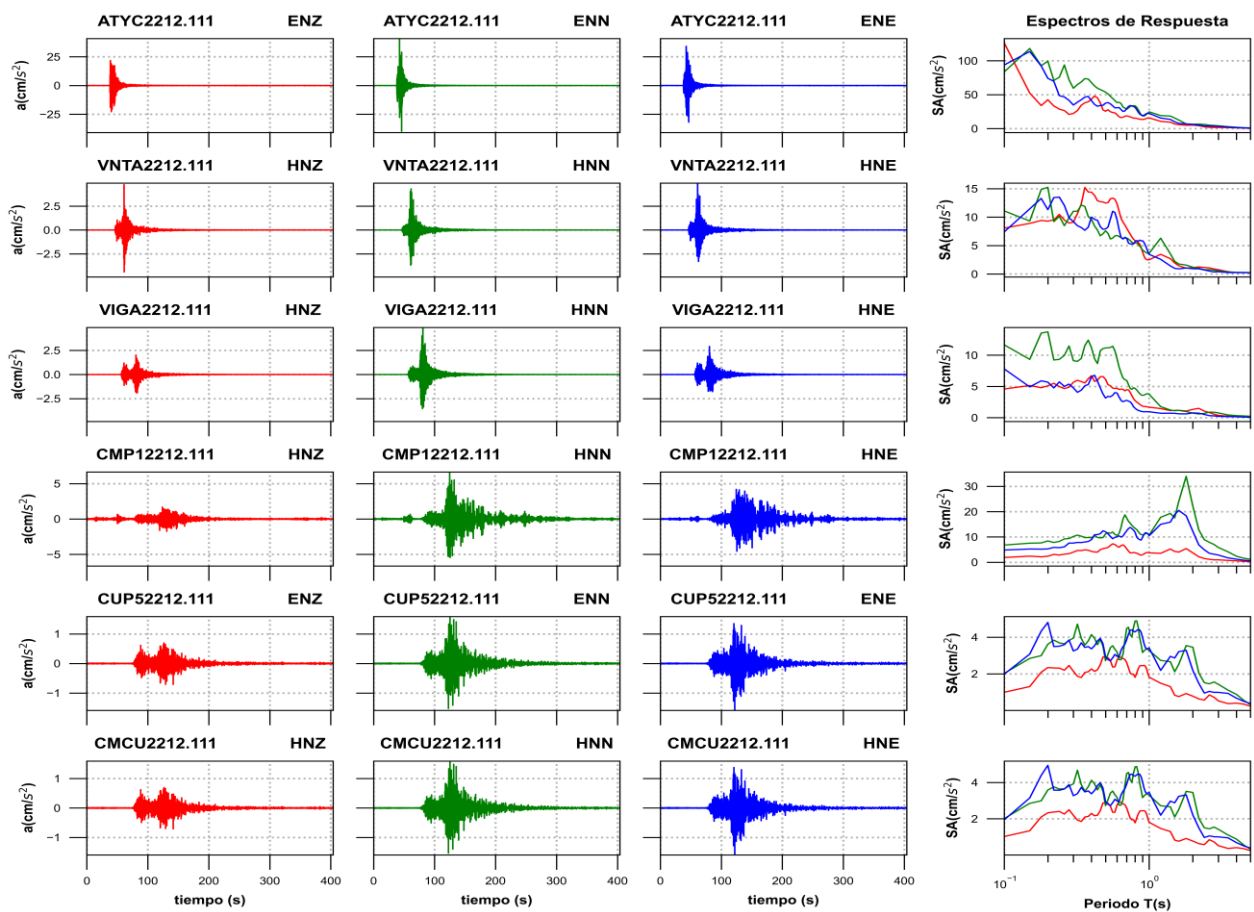 ATYC2212.111 ENZ ATYC2212.111 ENN ATYC2212.111 ENE Espectros de Respuesta
a(cm/s²) 25 0 −25 SA(cm/s²) 100 50 0
VNTA2212.111 HNZ VNTA2212.111 HNN VNTA2212.111 HNE
a(cm/s²) 2.5 0.0 −2.5 SA(cm/s²) 15 10 5 0
VIGA2212.111 HNZ VIGA2212.111 HNN VIGA2212.111 HNE
a(cm/s²) 2.5 0.0 −2.5 SA(cm/s²) 10 5 0
CMP12212.111 HNZ CMP12212.111 HNN CMP12212.111 HNE
a(cm/s²) 5 0 −5 SA(cm/s²) 30 20 10 0
CUP52212.111 ENZ CUP52212.111 ENN CUP52212.111 ENE
a(cm/s²) 1 0 −1 SA(cm/s²) 4 2
CMCU2212.111 HNZ CMCU2212.111 HNN CMCU2212.111 HNE
a(cm/s²) 1 0 −1 SA(cm/s²) 4 2
0 100 200 300 400 0 100 200 300 400 0 100 200 300 400 10⁻¹ 10⁰
tiempo (s) tiempo (s) tiempo (s) Periodo T(s)